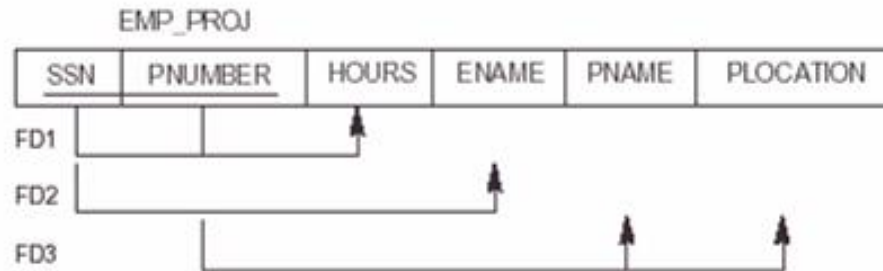 EMP_PROJ
SSN PNUMBER HOURS ENAME PNAME PLOCATION
FD1
FD2
FD3